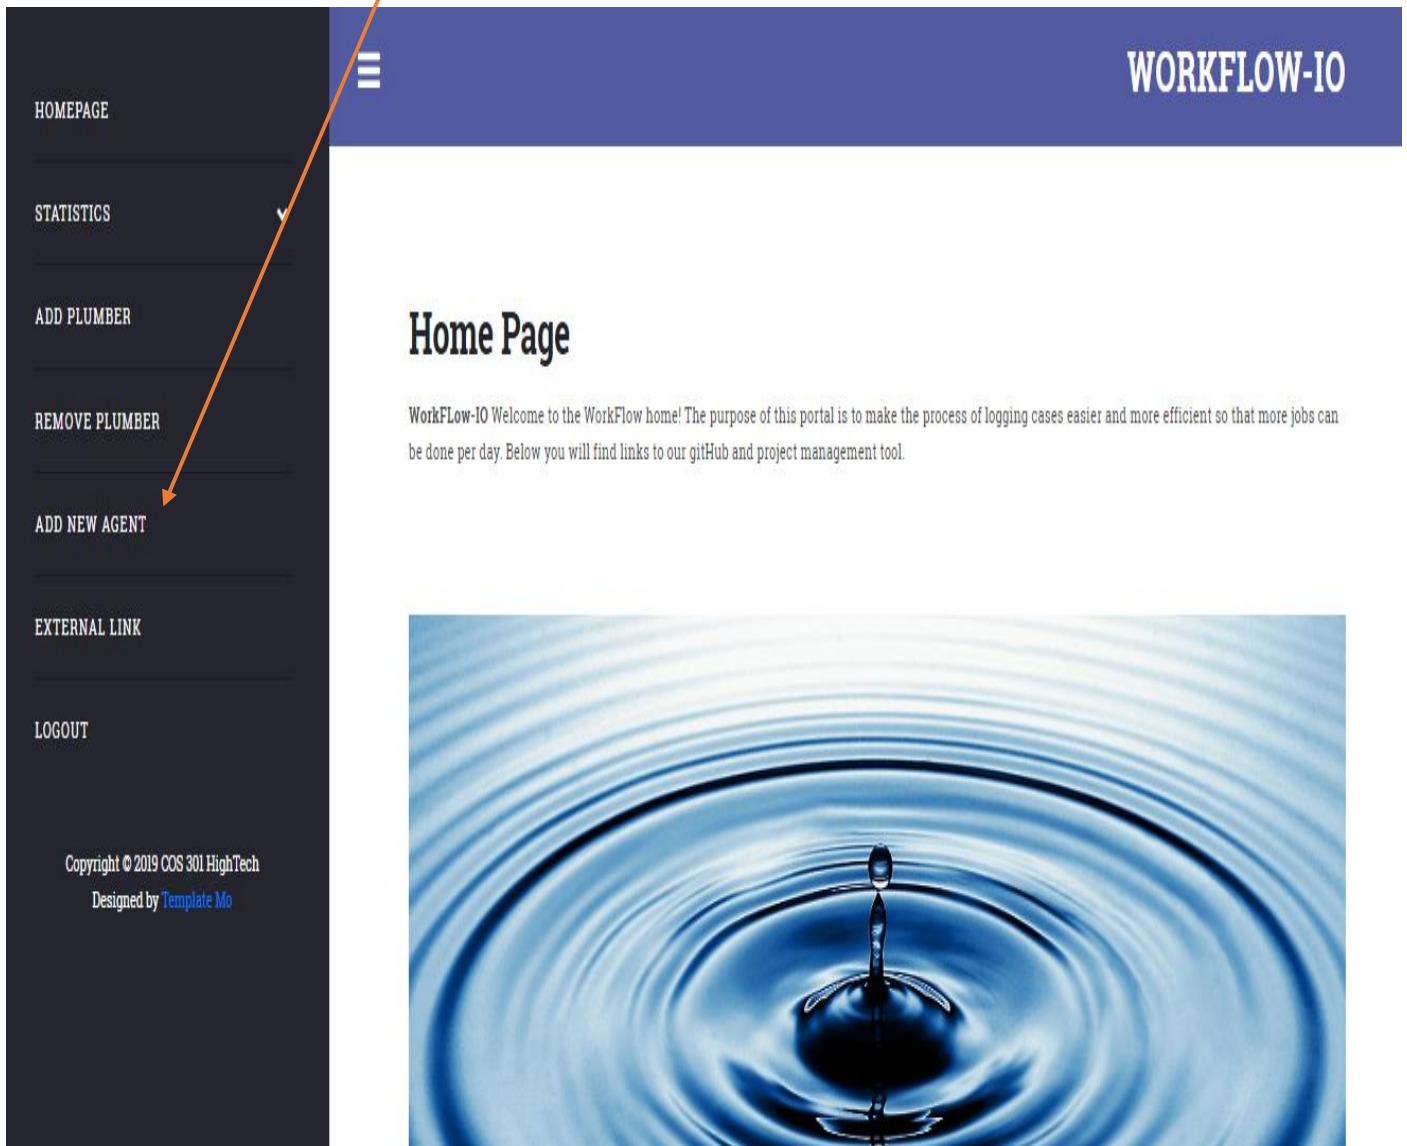 HOMEPAGE
STATISTICS
ADD PLUMBER
REMOVE PLUMBER
ADD NEW AGENT
EXTERNAL LINK
LOGOUT
Copyright © 2019 COS 301 HighTech
Designed by Template Mo
WORKFLOW-IO
Home Page
WorkFLow-IO Welcome to the WorkFlow home! The purpose of this portal is to make the process of logging cases easier and more efficient so that more jobs can
be done per day. Below you will find links to our gitHub and project management tool.